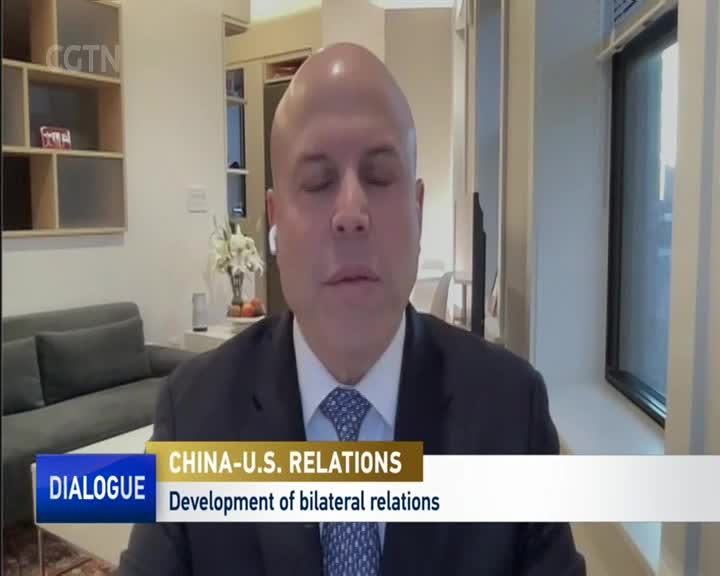 CGTN
CHINA-U.S. RELATIONS
DIALOGUE
Development of bilateral relations